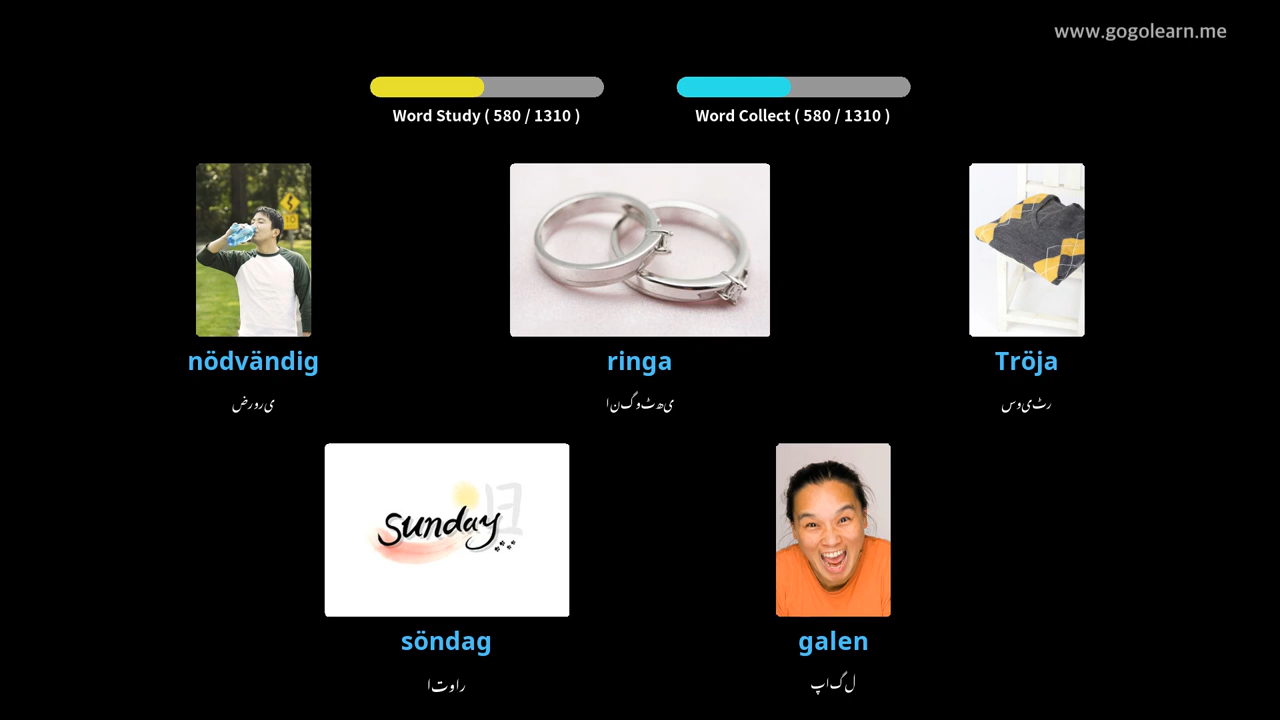 www.gogolearn.me
Word Study ( 580 / 1310 )
Word Collect ( 580 / 1310 )
nödvändig
ringa
Tröja
ضروری
انگوٹھی
سویٹر
Sunday 日
söndag
galen
اتوار
پاگل